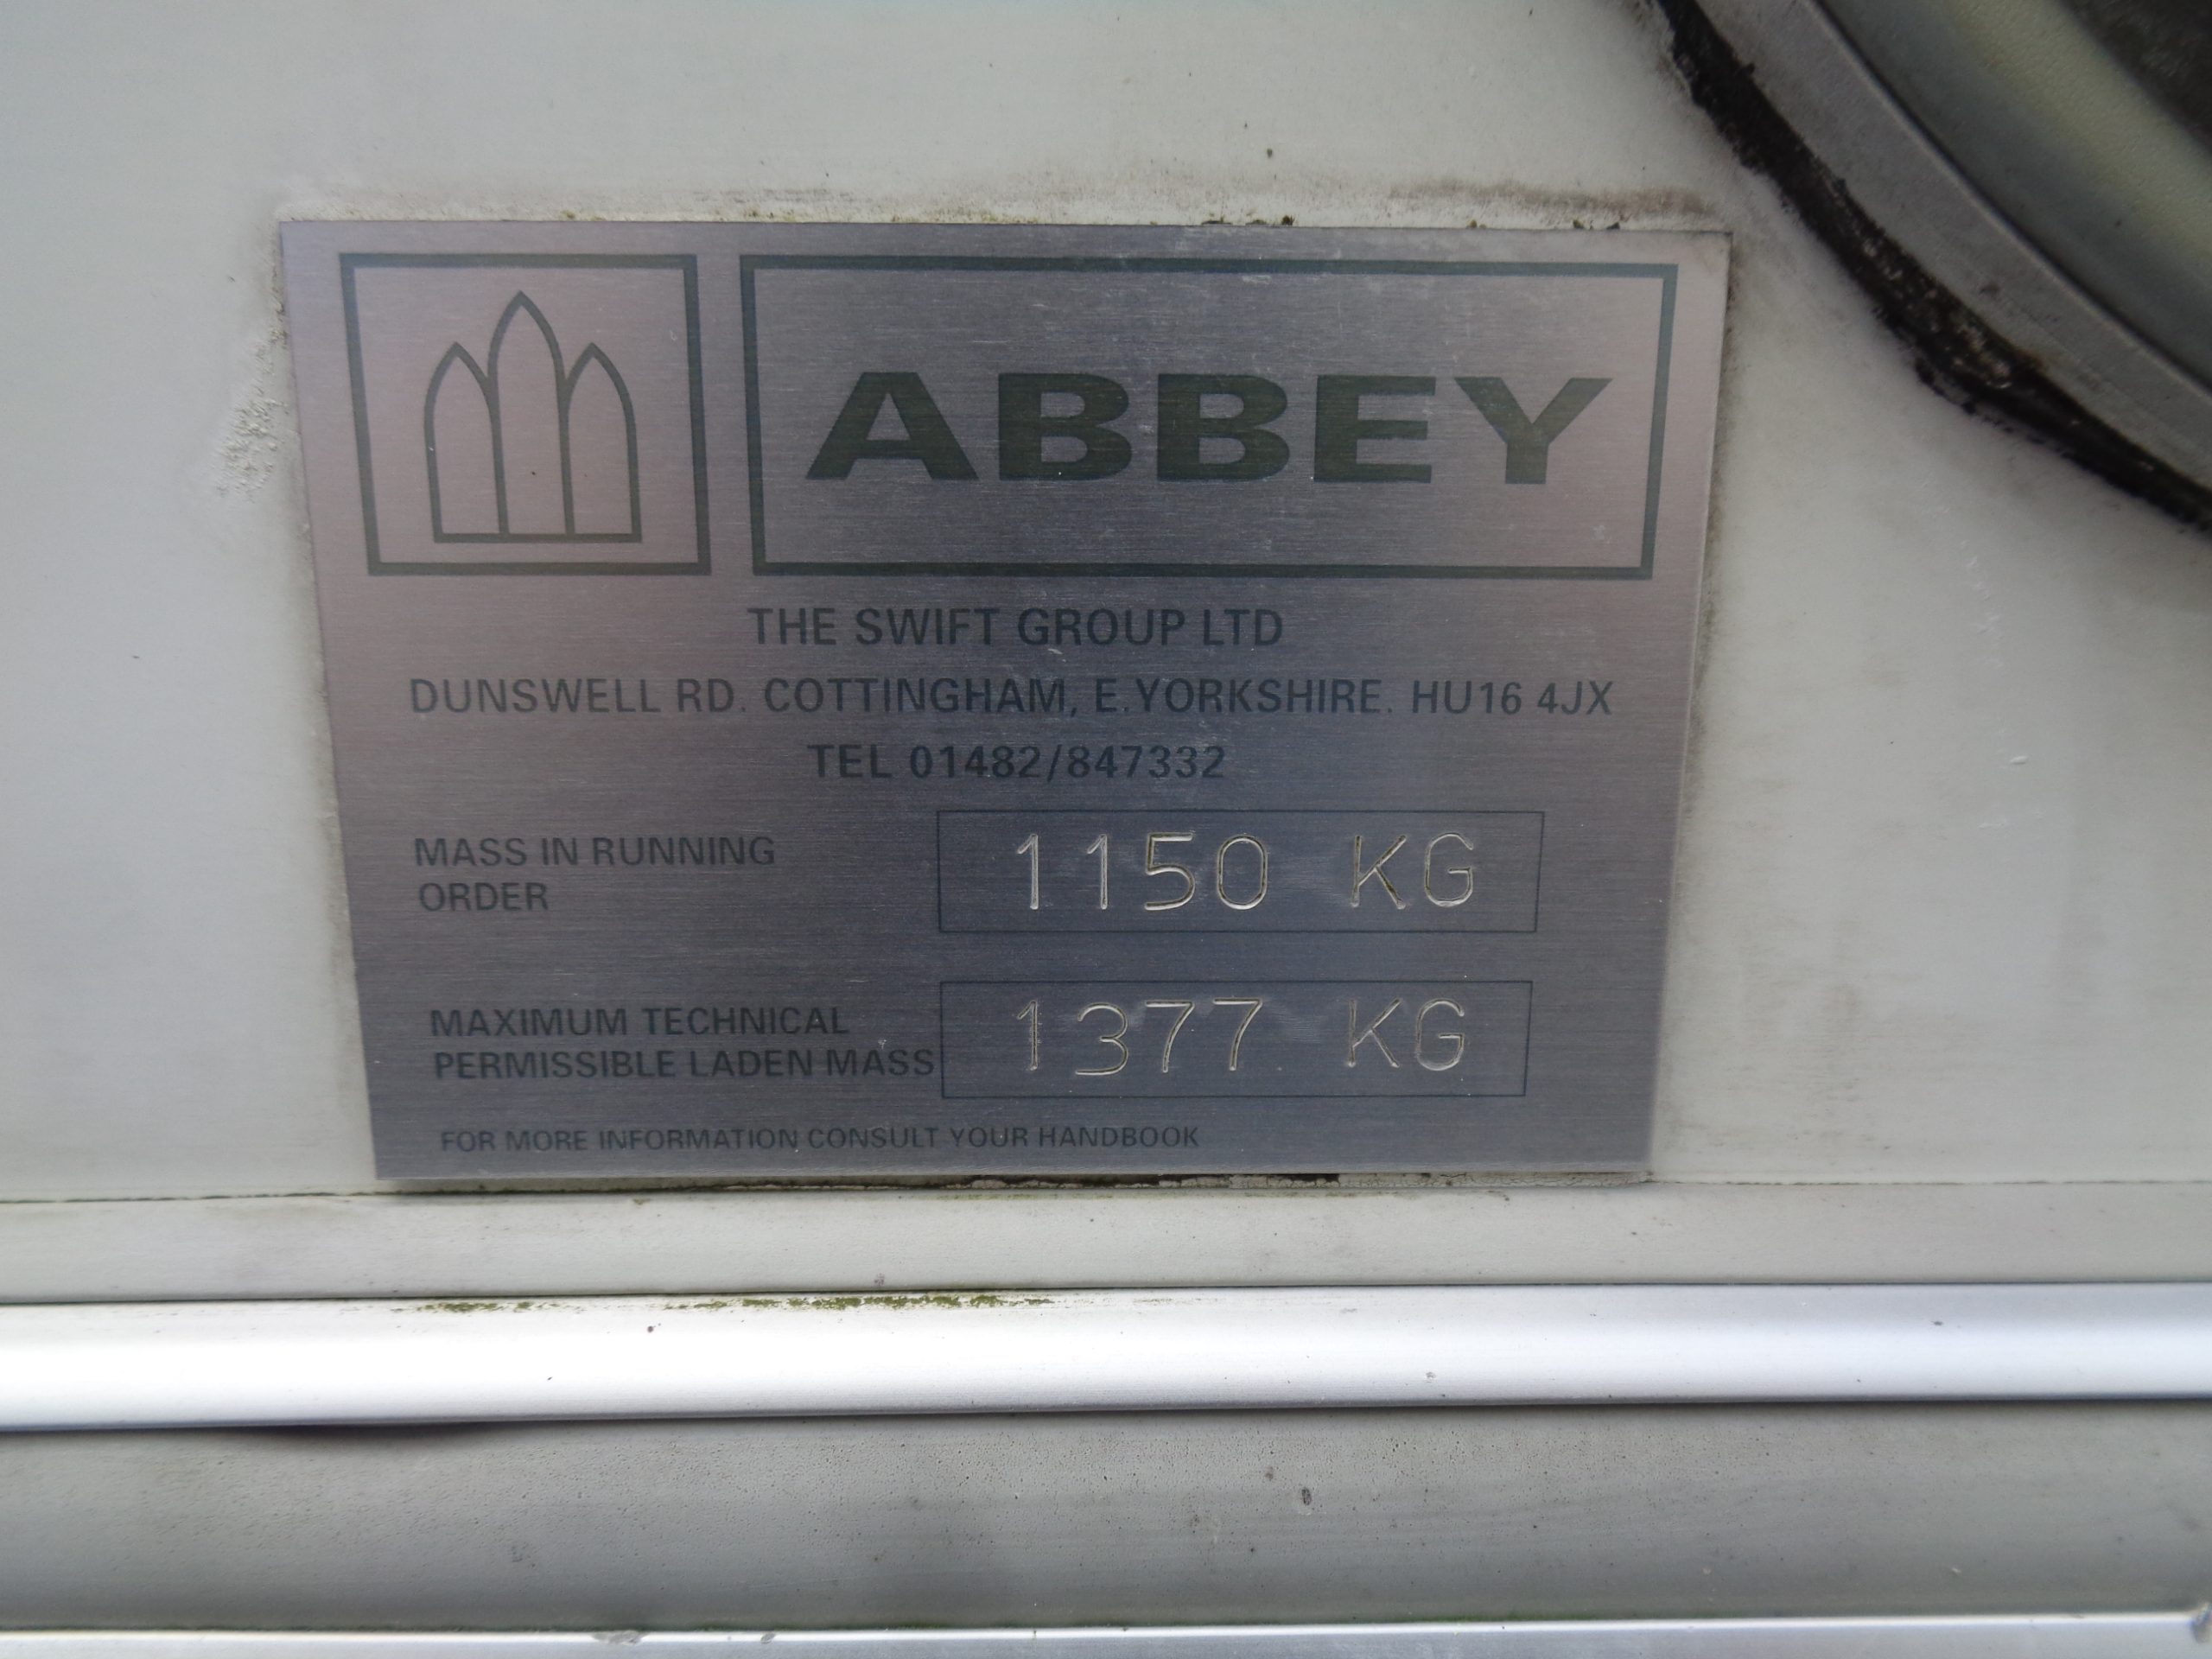 ABBEY
THE SWIFT GROUP LTD
DUNSWELL RD. COTTINGHAM, E.YORKSHIRE. HU16 4JX
TEL 01482/847332
MASS IN RUNNING
ORDER
1150 KG
MAXIMUM TECHNICAL
PERMISSIBLE LADEN MASS
1377 KG
FOR MORE INFORMATION CONSULT YOUR HANDBOOK